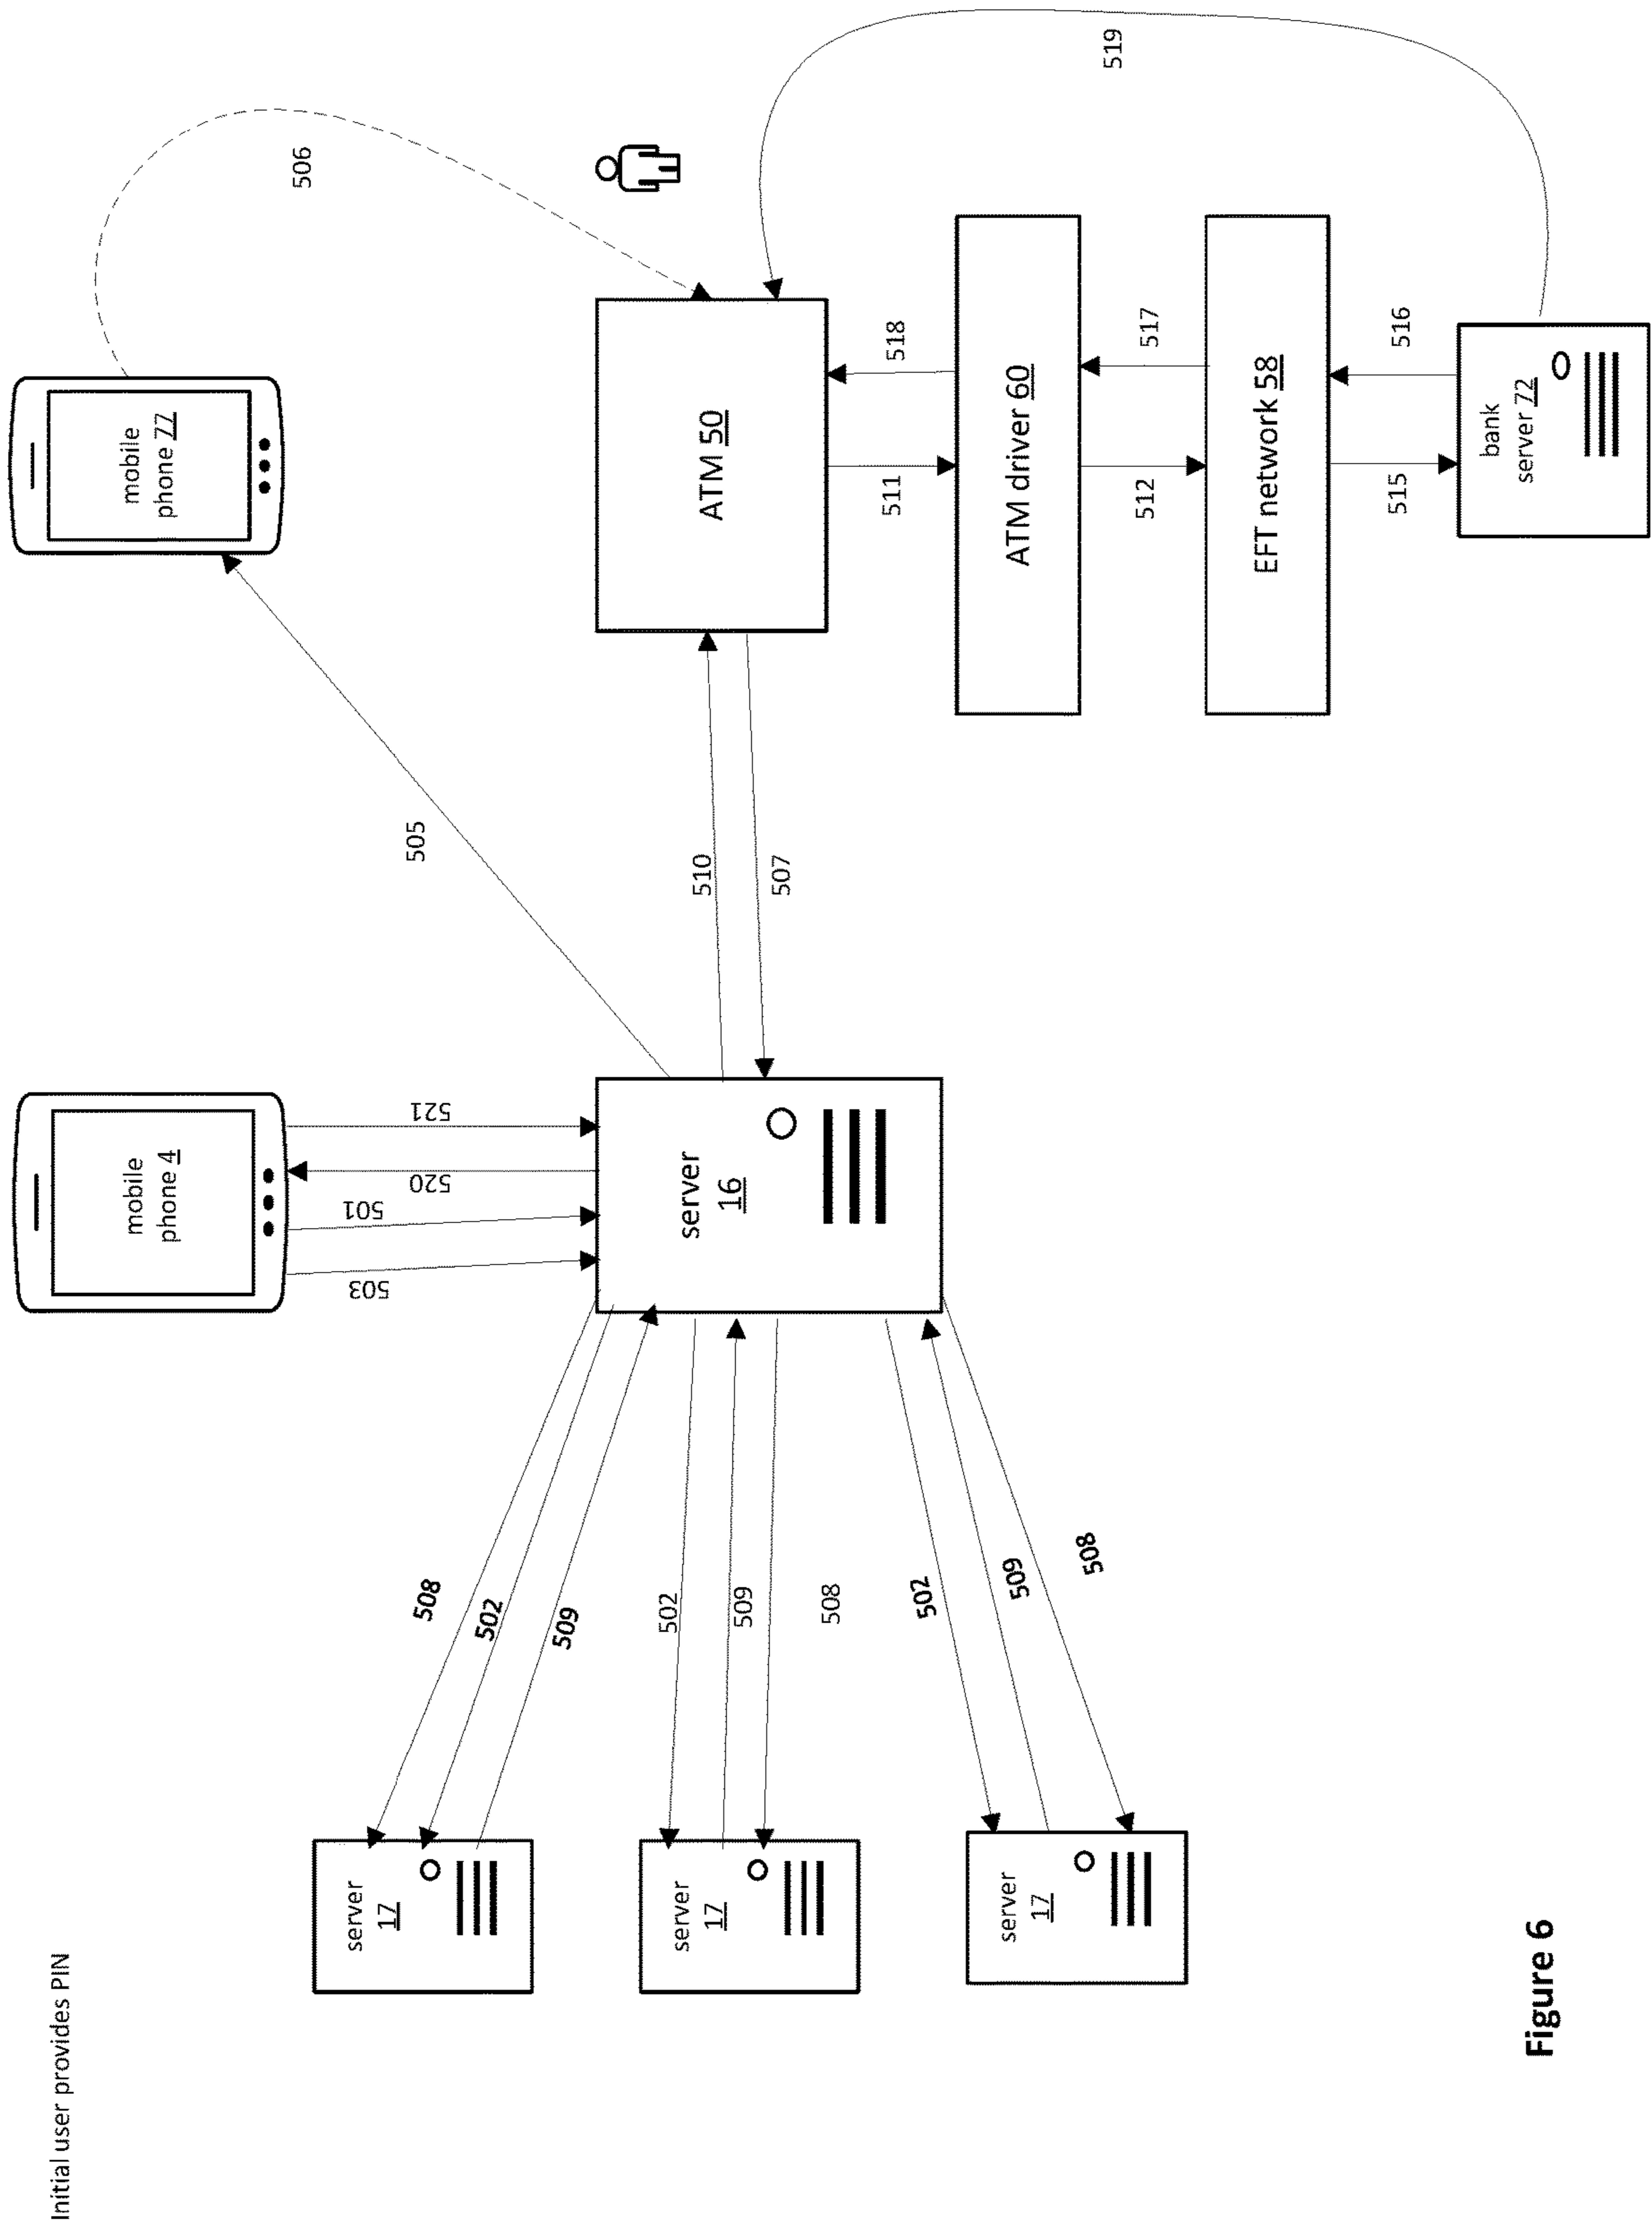 Initial user provides PIN
mobile
phone 4
mobile
phone 77
503
501
520
521
505
506
508
502
509
server
17
server
16
510
507
ATM 50
502
509
508
server
17
511
518
519
ATM driver 60
502
509
508
server
17
512
517
EFT network 58
515
516
bank
server 72
Figure 6